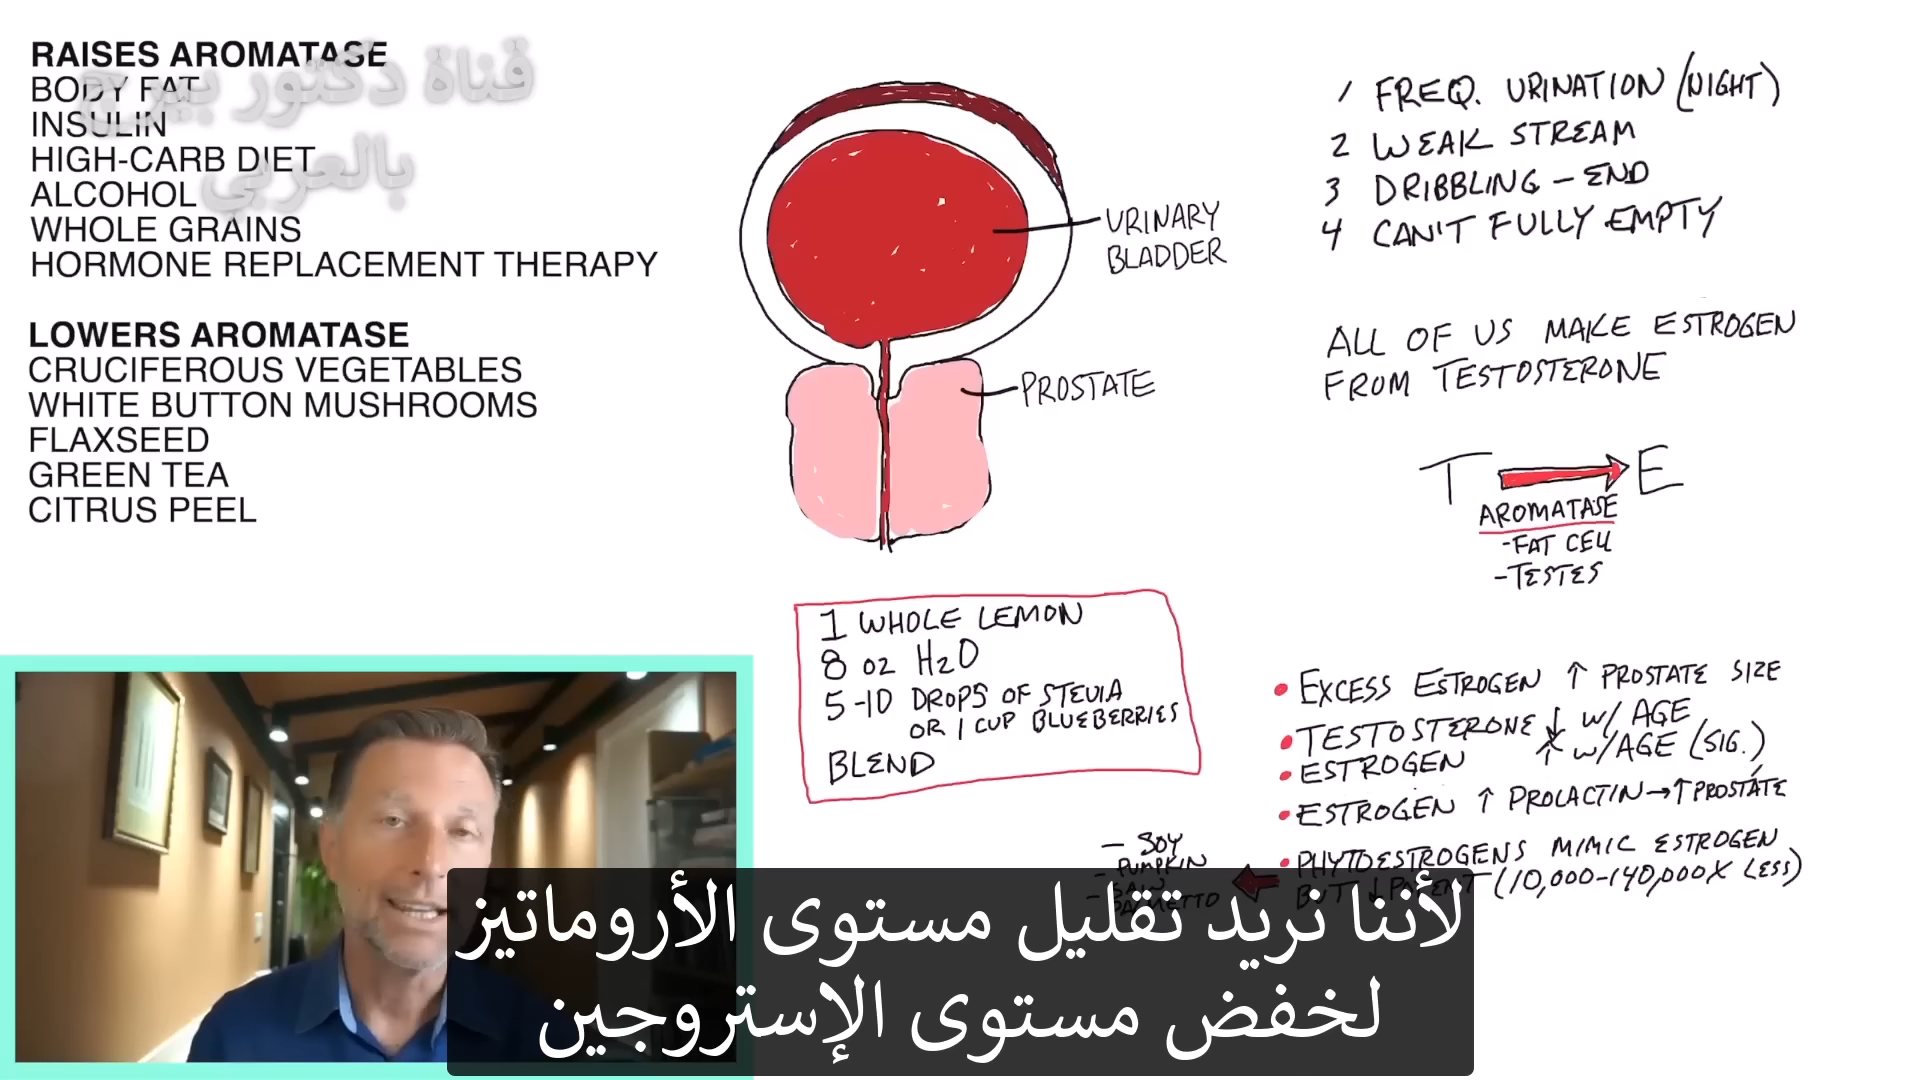 RAISES AROMATASE
BODY FAT
INSULIN
HIGH-CARB DIET
ALCOHOL
WHOLE GRAINS
HORMONE REPLACEMENT THERAPY
قناة دكتور بيرج
بالعربي
LOWERS AROMATASE
CRUCIFEROUS VEGETABLES
WHITE BUTTON MUSHROOMS
FLAXSEED
GREEN TEA
CITRUS PEEL
URINARY
BLADDER
PROSTATE
1 FREQ. URINATION (NIGHT)
2 WEAK STREAM
3 DRIBBLING - END
4 CAN'T FULLY EMPTY
ALL OF US MAKE ESTROGEN
FROM TESTOSTERONE
T → E
AROMATASE
- FAT CELL
- TESTES
1 WHOLE LEMON
8 OZ H2O
5-10 DROPS OF STEVIA
OR 1 CUP BLUEBERRIES
BLEND
• EXCESS ESTROGEN ↑ PROSTATE SIZE
• TESTOSTERONE ↓ W/ AGE
• ESTROGEN ↑ W/AGE (SIG.)
• ESTROGEN ↑ PROLACTIN → ↑ PROSTATE
• PHYTOESTROGENS MIMIC ESTROGEN
BUT ↓ POTENT (10,000-140,000X LESS)
- SOY
- PUMPKIN
- SAW
PALMETTO
لأننا نريد تقليل مستوى الأروماتيز
لخفض مستوى الإستروجين